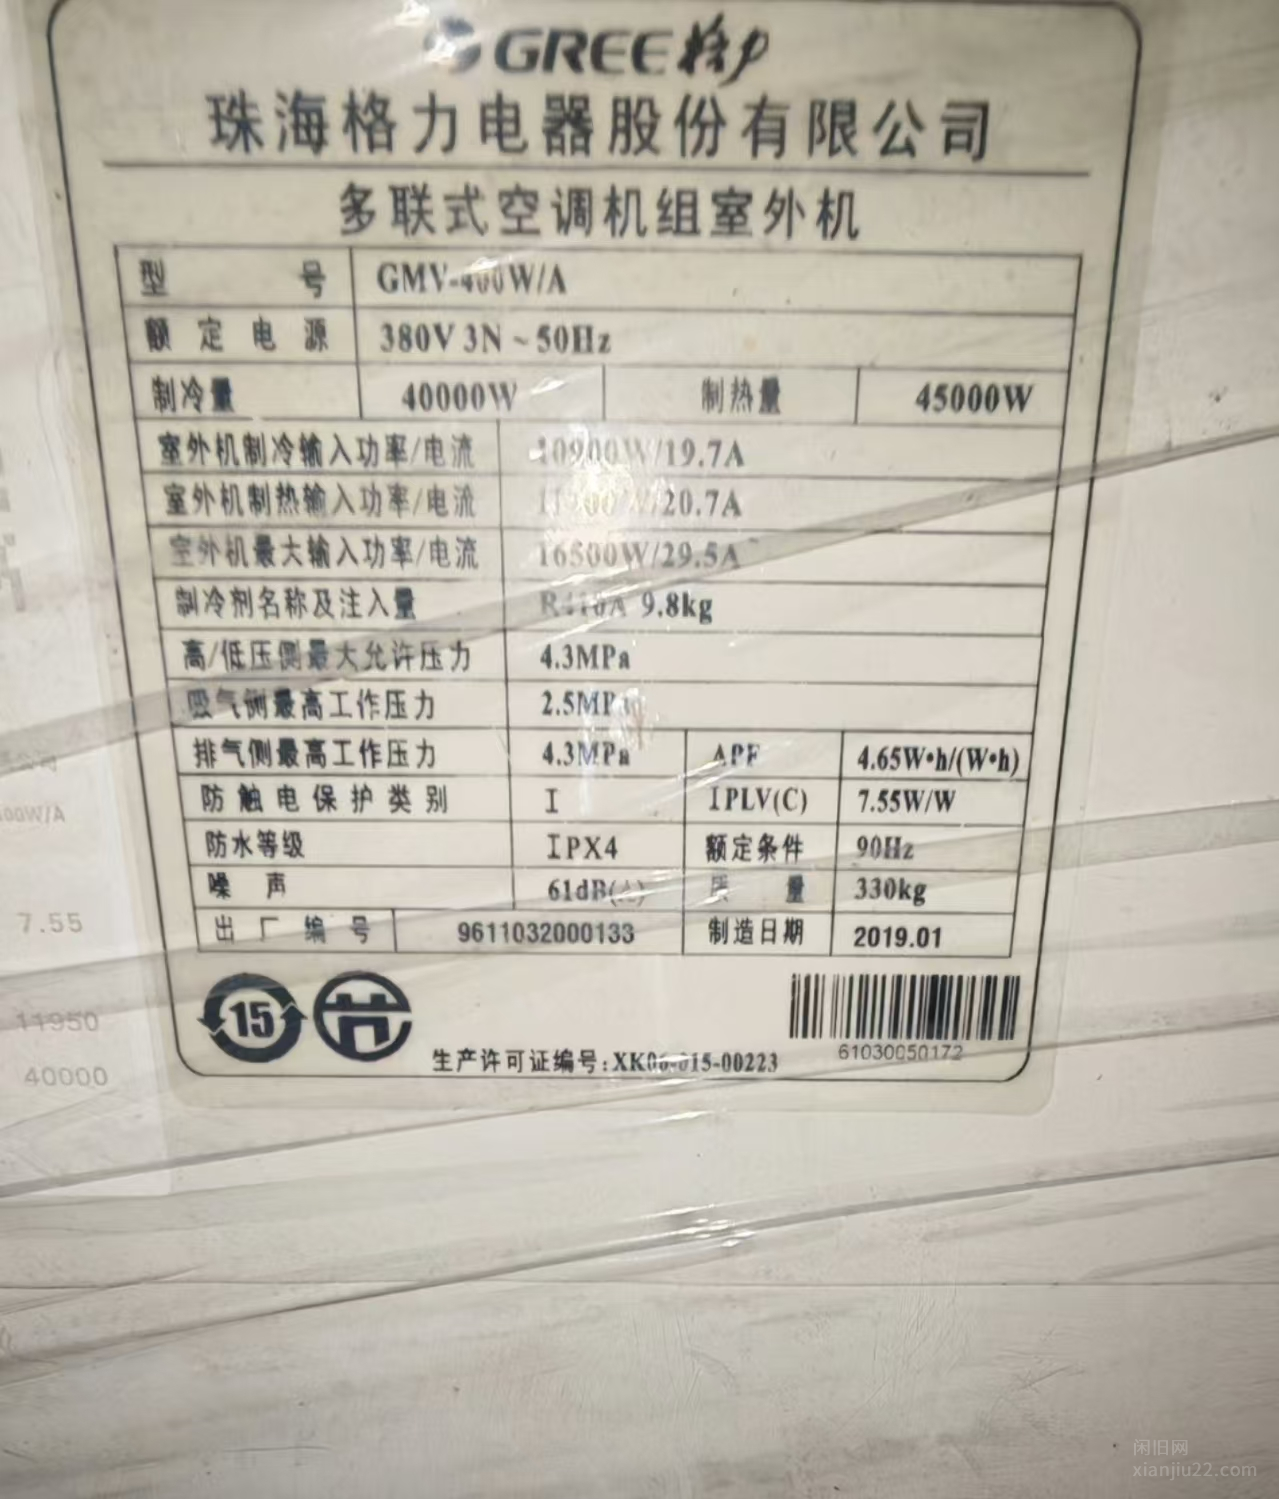 GREE格力
珠海格力电器股份有限公司
多联式空调机组室外机
型号 GMV-400W/A
额定电源 380V 3N ~ 50Hz
制冷量 40000W 制热量 45000W
室外机制冷输入功率/电流 10900W/19.7A
室外机制热输入功率/电流 /20.7A
室外机最大输入功率/电流 16500W/29.5A
制冷剂名称及注入量 R410A 9.8kg
高/低压侧最大允许压力 4.3MPa
吸气侧最高工作压力 2.5MPa
排气侧最高工作压力 4.3MPa APF 4.65W•h/(W•h)
防触电保护类别 I IPLV(C) 7.55W/W
防水等级 IPX4 额定条件 90Hz
噪声 61dB(A) 质量 330kg
出厂编号 9611032000133 制造日期 2019.01
15
生产许可证编号:XK06-015-00223
61030050172
00W/A
7.55
11950
40000
闲旧网
xianjiu22.com